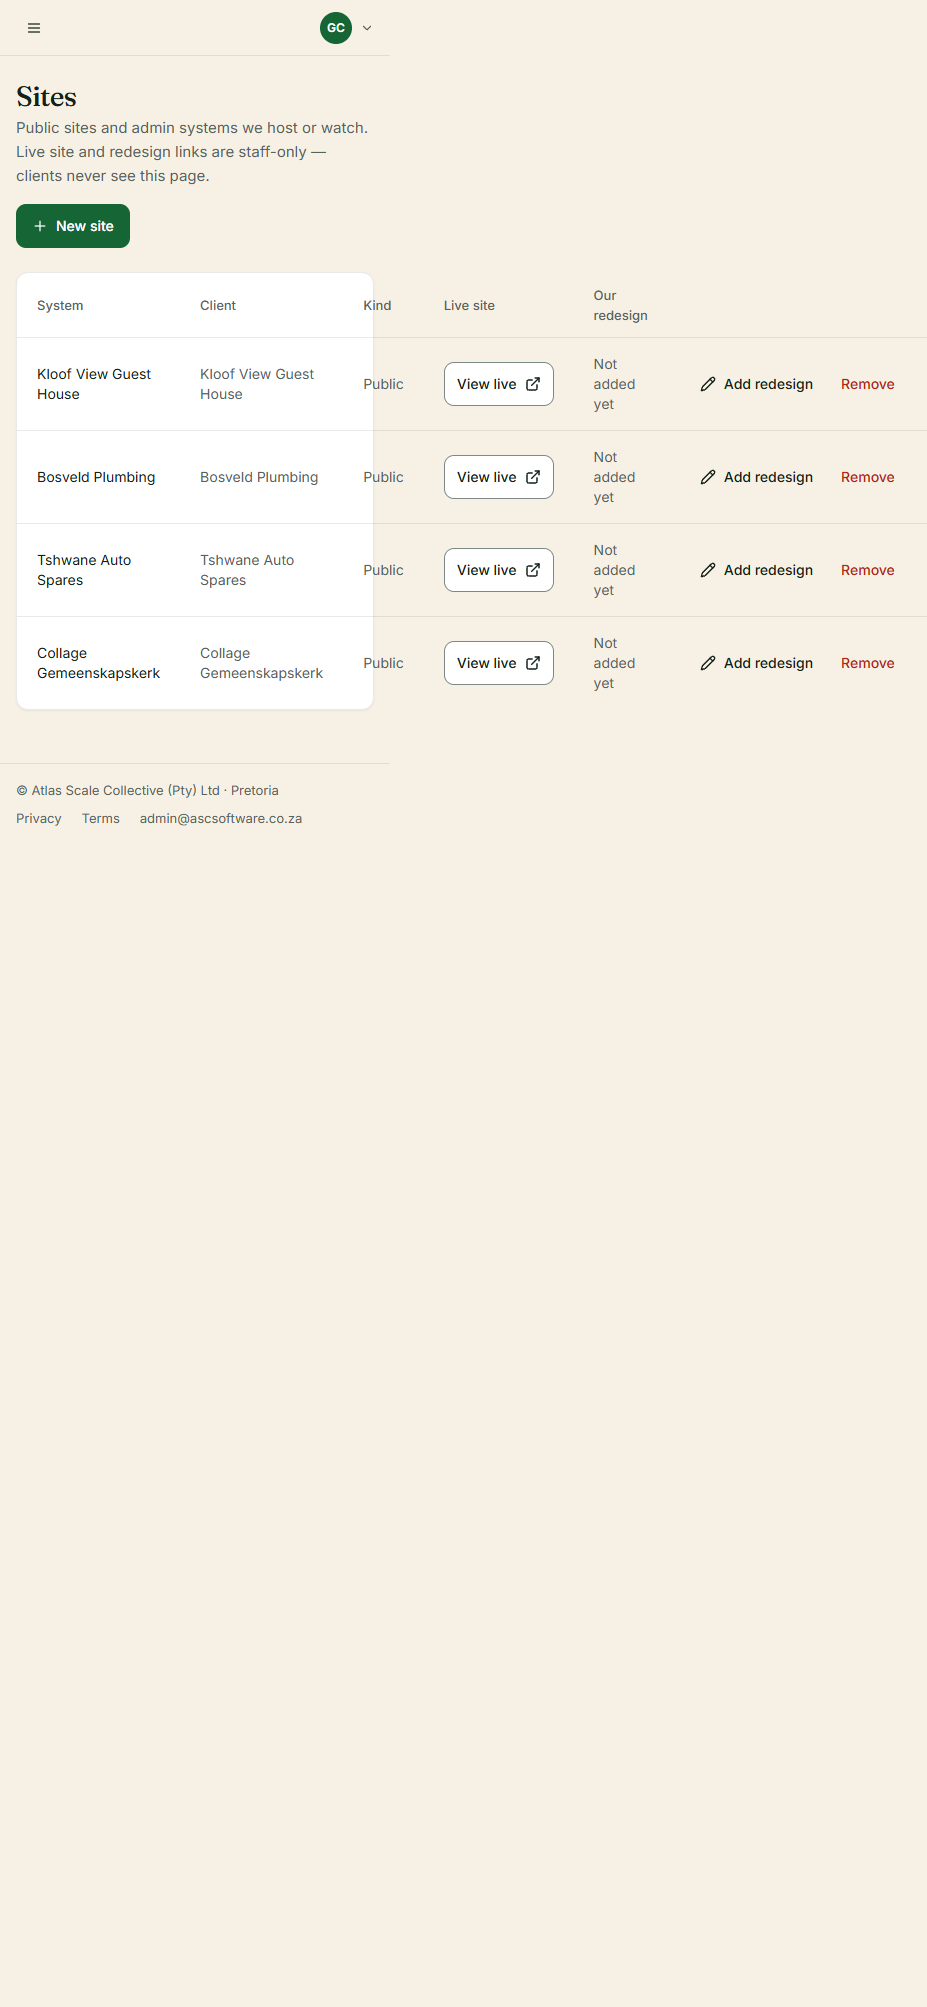 GC
Sites
Public sites and admin systems we host or watch.
Live site and redesign links are staff-only —
clients never see this page.
New site
System Client Kind Live site Our redesign
Kloof View Guest House Kloof View Guest House Public View live Not added yet Add redesign Remove
Bosveld Plumbing Bosveld Plumbing Public View live Not added yet Add redesign Remove
Tshwane Auto Spares Tshwane Auto Spares Public View live Not added yet Add redesign Remove
Collage Gemeenskapskerk Collage Gemeenskapskerk Public View live Not added yet Add redesign Remove
© Atlas Scale Collective (Pty) Ltd · Pretoria
Privacy Terms admin@ascsoftware.co.za